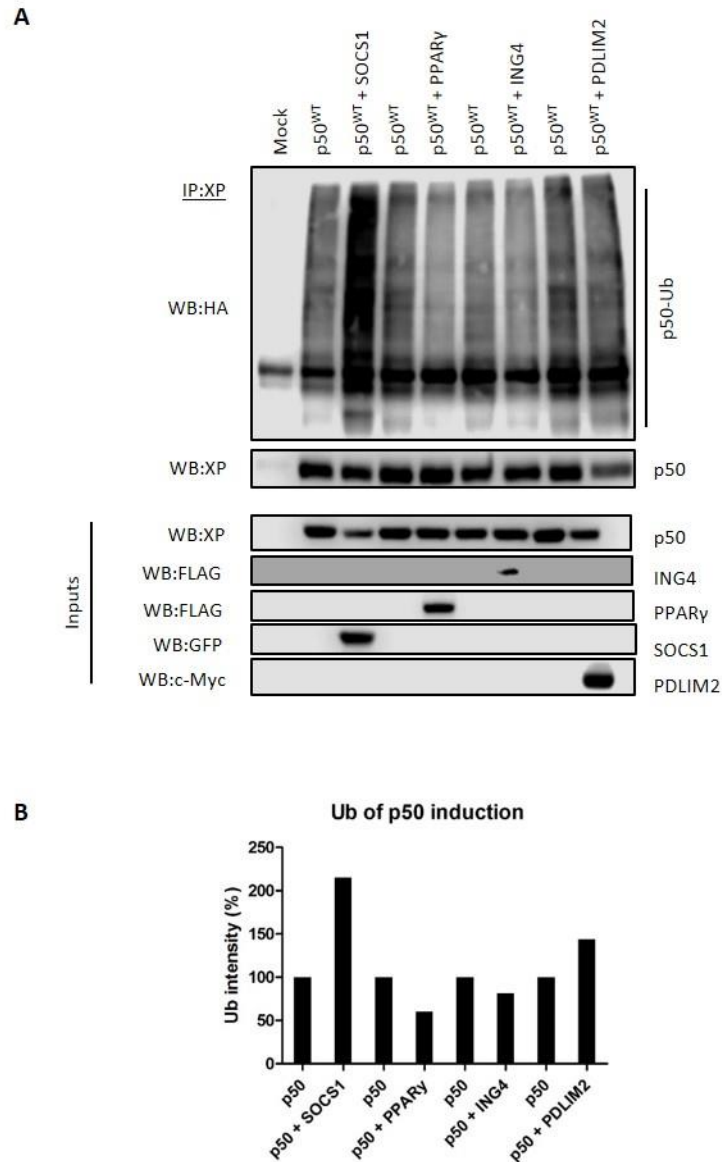 A
Mock
p50WT
p50WT + SOCS1
p50WT
p50WT + PPARγ
p50WT
p50WT + ING4
p50WT
p50WT + PDLIM2
IP:XP
WB:HA
p50-Ub
WB:XP
p50
Inputs
WB:XP
p50
WB:FLAG
ING4
WB:FLAG
PPARγ
WB:GFP
SOCS1
WB:c-Myc
PDLIM2
B
Ub of p50 induction
Ub intensity (%)
250
200
150
100
50
0
p50
p50 + SOCS1
p50
p50 + PPARγ
p50
p50 + ING4
p50
p50 + PDLIM2